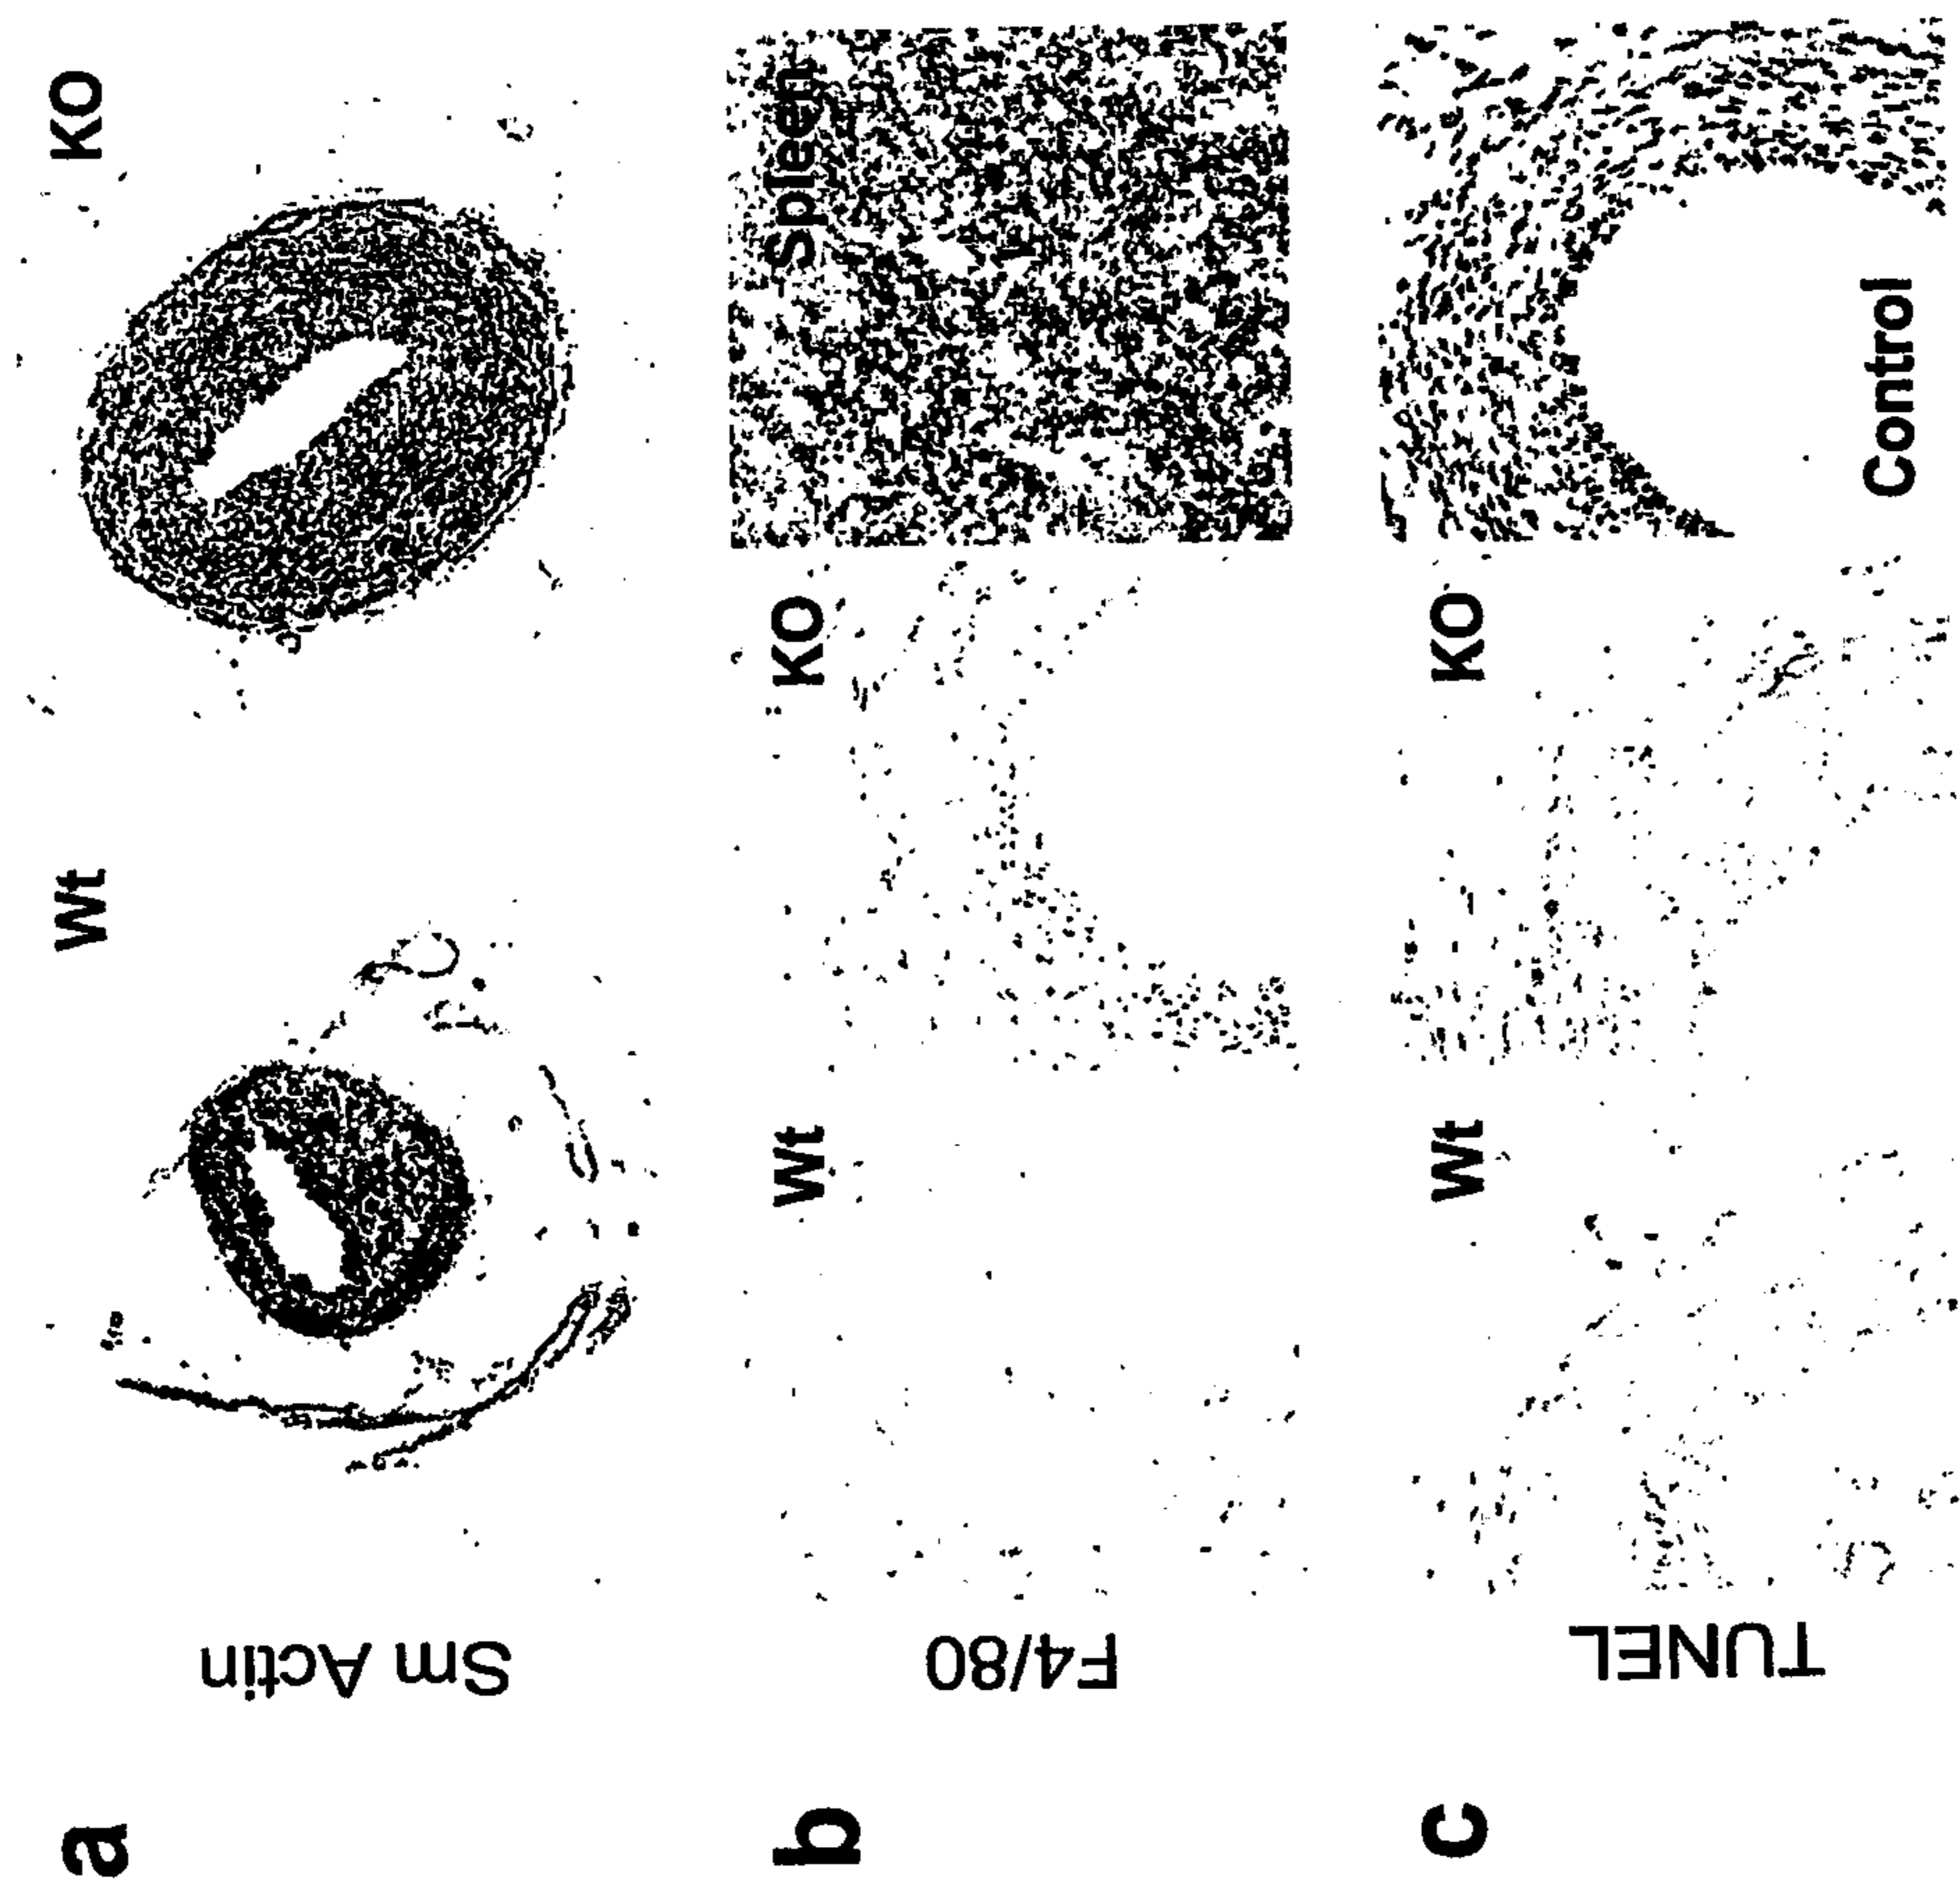 a
Sm Actin
Wt
KO
b
F4/80
Wt
KO
Spleen
c
TUNEL
Wt
KO
Control